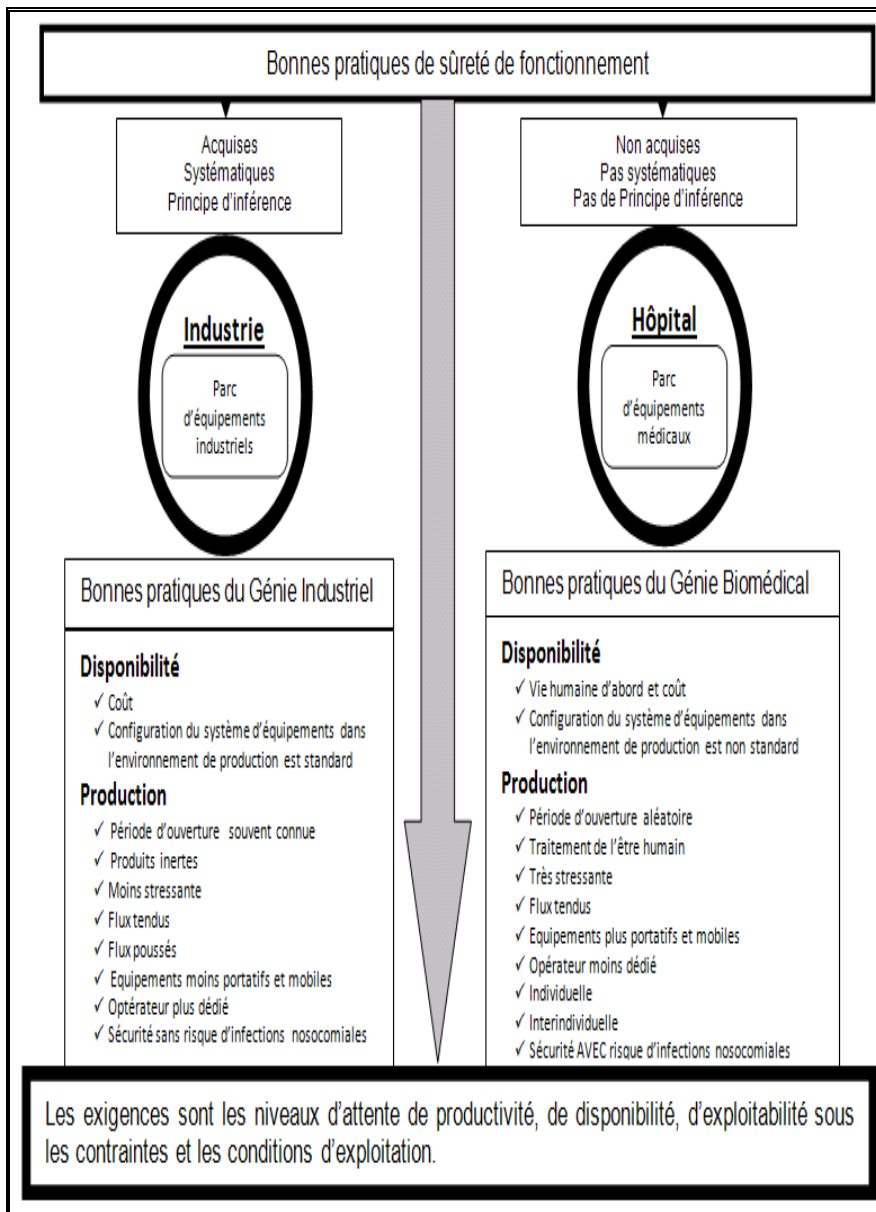 Bonnes pratiques de sûreté de fonctionnement
Acquises
Systématiques
Principe d'inférence
Industrie
Parc
d'équipements
industriels
Bonnes pratiques du Génie Industriel
Disponibilité
✓ Coût
✓ Configuration du système d'équipements dans
l'environnement de production est standard
Production
✓ Période d'ouverture souvent connue
✓ Produits inertes
✓ Moins stressante
✓ Flux tendus
✓ Flux poussés
✓ Equipements moins portatifs et mobiles
✓ Optérateur plus dédié
✓ Sécurité sans risque d'infections nosocomiales
Non acquises
Pas systématiques
Pas de Principe d'inférence
Hôpital
Parc
d'équipements
médicaux
Bonnes pratiques du Génie Biomédical
Disponibilité
✓ Vie humaine d'abord et coût
✓ Configuration du système d'équipements dans
l'environnement de production est non standard
Production
✓ Période d'ouverture aléatoire
✓ Traitement de l'être humain
✓ Très stressante
✓ Flux tendus
✓ Equipements plus portatifs et mobiles
✓ Opérateur moins dédié
✓ Individuelle
✓ Interindividuelle
✓ Sécurité AVEC risque d'infections nosocomiales
Les exigences sont les niveaux d'attente de productivité, de disponibilité, d'exploitabilité sous
les contraintes et les conditions d'exploitation.